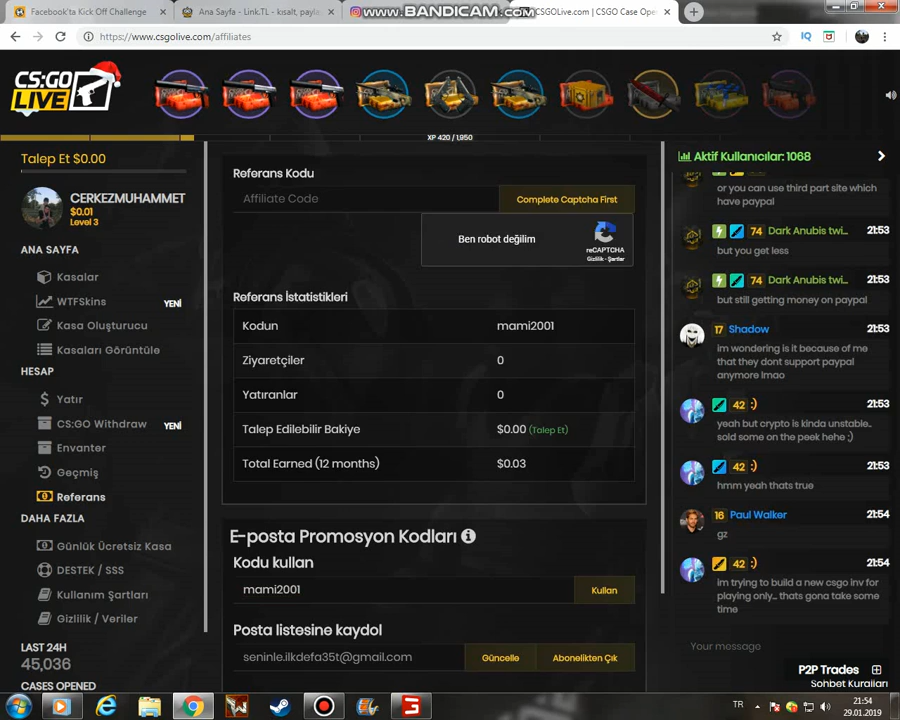 Facebook'ta Kick Off Challenge
Ana Sayfa - Link.TL - kısalt, payle
www.BANDICAM.com
CSGOLive.com | CSGO Case Ope
https://www.csgolive.com/affiliates
IQ
CS:GO
LIVE
XP 420 / 1,950
Talep Et $0.00
CERKEZMUHAMMET
$0.01
Level 3
ANA SAYFA
Kasalar
WTFSkins YENİ
Kasa Oluşturucu
Kasaları Görüntüle
HESAP
Yatır
CS:GO Withdraw YENİ
Envanter
Geçmiş
Referans
DAHA FAZLA
Günlük Ücretsiz Kasa
DESTEK / SSS
Kullanım Şartları
Gizlilik / Veriler
LAST 24H
45,036
CASES OPENED
Referans Kodu
Affiliate Code
Complete Captcha First
Ben robot değilim
reCAPTCHA
Gizlilik - Şartlar
Referans İstatistikleri
Kodun mami2001
Ziyaretçiler 0
Yatıranlar 0
Talep Edilebilir Bakiye $0.00 (Talep Et)
Total Earned (12 months) $0.03
E-posta Promosyon Kodları
Kodu kullan
mami2001 Kullan
Posta listesine kaydol
seninle.ilkdefa35t@gmail.com Güncelle Abonelikten Çık
Aktif Kullanıcılar: 1068
or you can use third part site which
have paypal
74 Dark Anubis twi... 21:53
but you get less
74 Dark Anubis twi... 21:53
but still getting money on paypal
17 Shadow 21:53
im wondering is it because of me
that they dont support paypal
anymore lmao
42 :) 21:53
yeah but crypto is kinda unstable..
sold some on the peek hehe ;)
42 :) 21:53
hmm yeah thats true
16 Paul Walker 21:54
gz
42 :) 21:54
im trying to build a new csgo inv for
playing only... thats gona take some
time
Your message
P2P Trades
Sohbet Kuralları
TR
21:54
29.01.2019